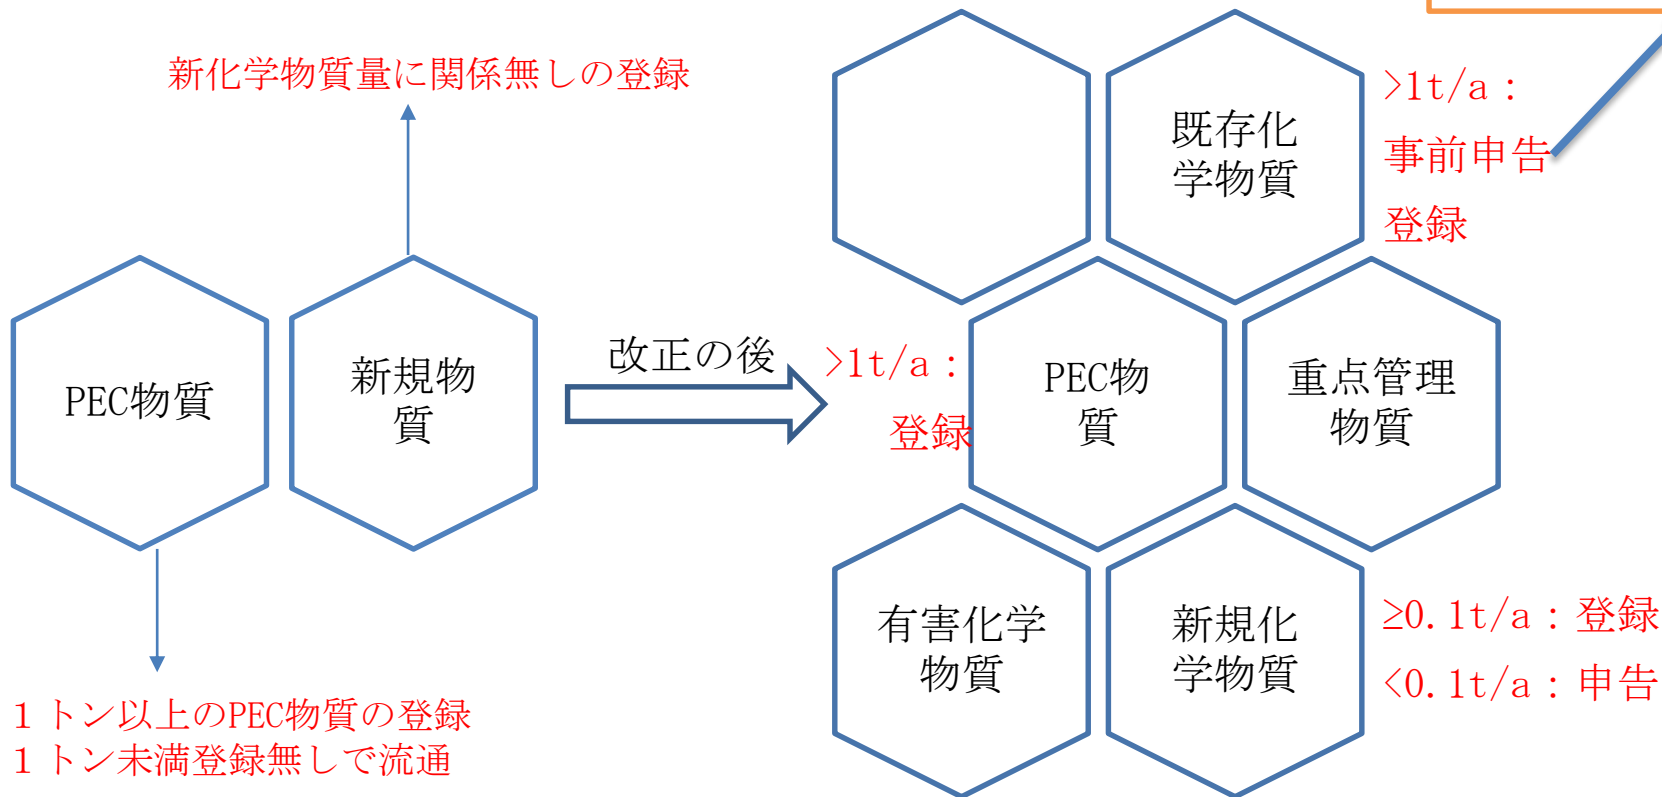 新化学物質量に関係無しの登録
PEC物質
新規物
質
1トン以上のPEC物質の登録
1トン未満登録無しで流通
改正の後
既存化
学物質
>1t/a：
事前申告
登録
>1t/a：
登録
PEC物
質
重点管理
物質
有害化学
物質
新規化
学物質
≥0.1t/a：登録
<0.1t/a：申告